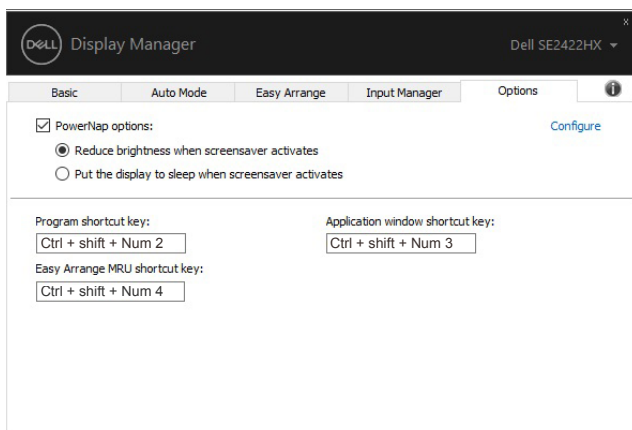 DELL Display Manager
Dell SE2422HX
x
Basic Auto Mode Easy Arrange Input Manager Options
PowerNap options:
Configure
Reduce brightness when screensaver activates
Put the display to sleep when screensaver activates
Program shortcut key:
Application window shortcut key:
Ctrl + shift + Num 2
Ctrl + shift + Num 3
Easy Arrange MRU shortcut key:
Ctrl + shift + Num 4